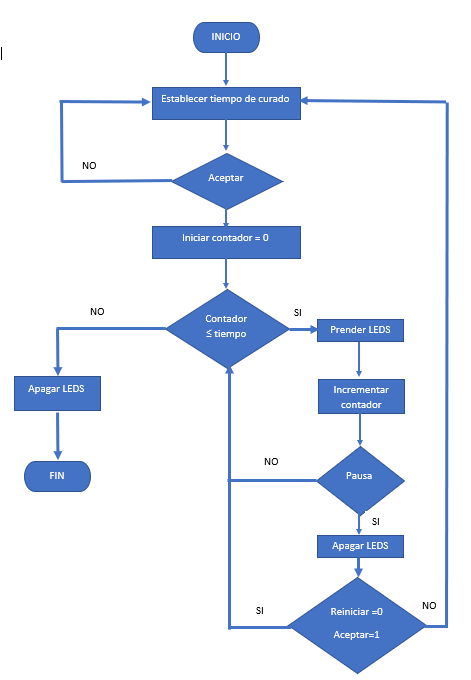 INICIO
Establecer tiempo de curado
NO
Aceptar
Iniciar contador = 0
NO
Contador
≤ tiempo
SI
Prender LEDS
Apagar LEDS
Incrementar
contador
NO
Pausa
FIN
SI
Apagar LEDS
SI
Reiniciar =0
NO
Aceptar=1